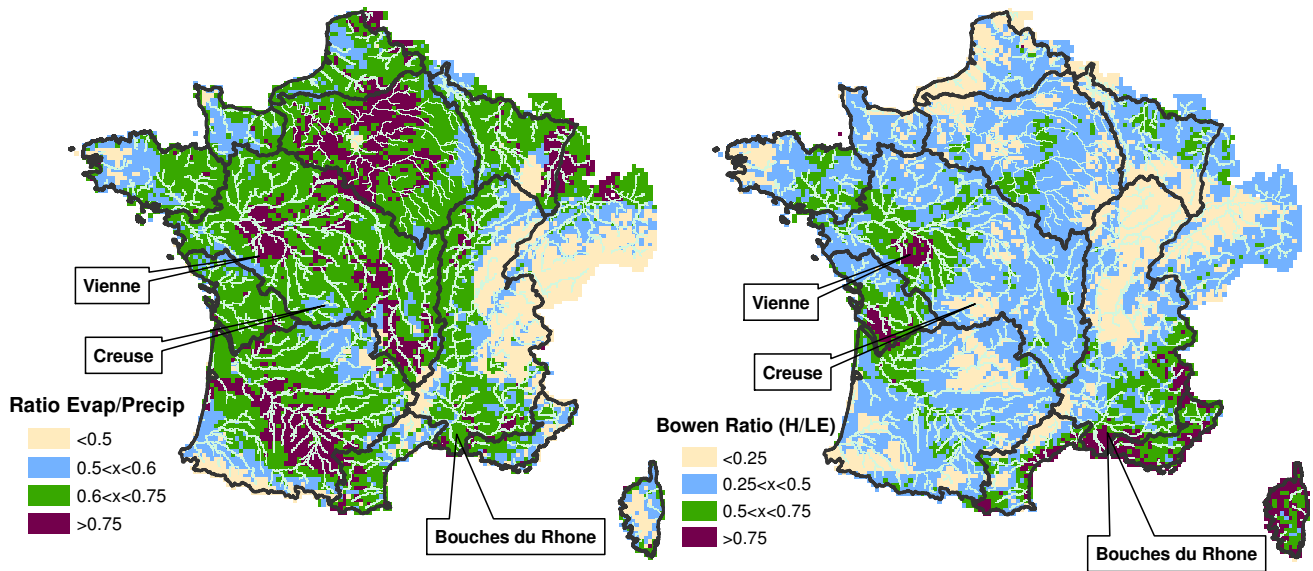 Vienne
Creuse
Ratio Evap/Precip
<0.5
0.5<x<0.6
0.6<x<0.75
>0.75
Bouches du Rhone
Vienne
Creuse
Bowen Ratio (H/LE)
<0.25
0.25<x<0.5
0.5<x<0.75
>0.75
Bouches du Rhone